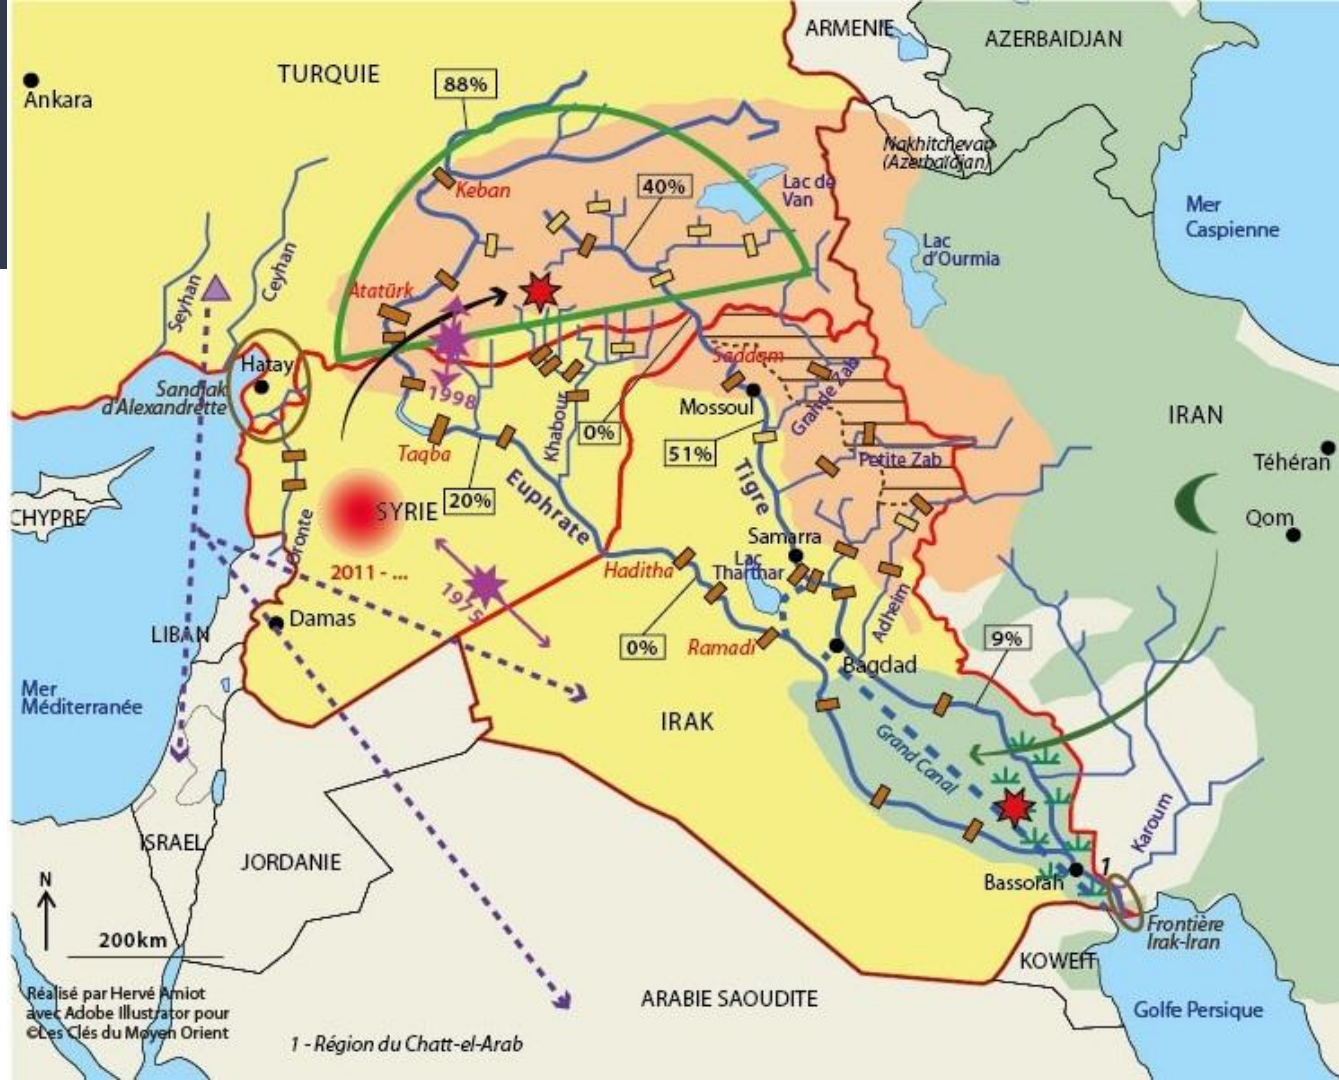 ARMENIE
AZERBAIDJAN
TURQUIE
88%
Ankara
Nakhitchevan
(Azerbaïdjan)
Keban
40%
Lac de
Van
Mer
Caspienne
Lac
d'Ourmia
Seyhan
Ceyhan
Atatürk
Hatay
Sandjak
d'Alexandrette
1998
Saddam
Grande Zab
Mossoul
IRAN
Khabour
0%
51%
Taqba
Petite Zab
Téhéran
20%
Euphrate
Tigre
CHYPRE
SYRIE
Qom
Oronte
Samarra
Lac
Tharthar
Haditha
2011 - ...
1975
Adheim
Damas
LIBAN
0%
Ramadi
9%
Bagdad
Mer
Méditerranée
IRAK
Grand Canal
Karoum
ISRAEL
JORDANIE
Bassorah
1
N
Frontière
Irak-Iran
200km
KOWEIT
Réalisé par Hervé Amiot
avec Adobe Illustrator pour
©Les Clés du Moyen Orient
ARABIE SAOUDITE
Golfe Persique
1 - Région du Chatt-el-Arab